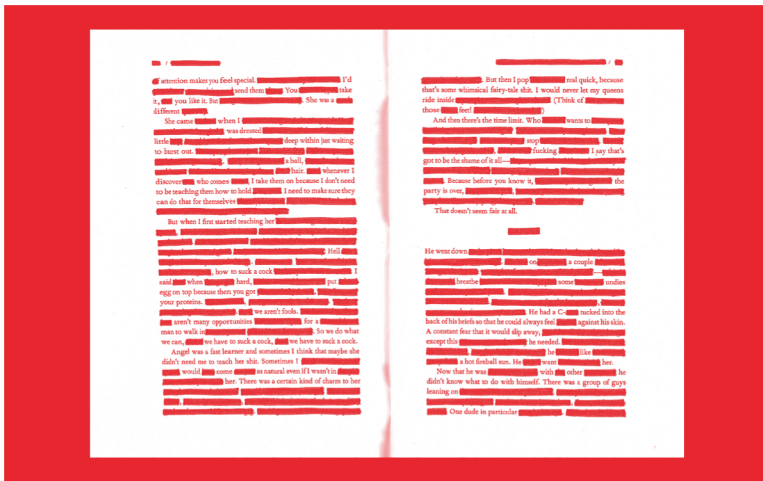 /
f attention makes you feel special. I'd
send them You take
it, you like it. But She was a
different
She came when I
was dressed
little deep within just waiting
to burst out.
a ball,
hair. whenever I
discover who comes I take them on because I don't need
to be teaching them how to hold I need to make sure they
can do that for themselves
But when I first started teaching her
Hell
how to suck a cock I
said when hard, put
egg on top because then you got
your proteins.
we aren't fools.
aren't many opportunities for a
man to walk in So we do what
we can, we have to suck a cock, we have to suck a cock.
Angel was a fast learner and sometimes I think that maybe she
didn't need me to teach her shit. Sometimes I
would come as natural even if I wasn't in
her. There was a certain kind of charm to her
/
But then I pop real quick, because
that's some whimsical fairy-tale shit. I would never let my queens
ride inside (Think of
those feet! )
And then there's the time limit. Who wants to
stop
fucking I say that's
got to be the shame of it all—
Because before you know it, the
party is over,
That doesn't seem fair at all.
He went down
on a couple
—
breathe some undies
He had a C- tucked into the
back of his briefs so that he could always feel against his skin.
A constant fear that it would slip away,
except this he needed.
he like
a hot fireball sun. He want her.
Now that he was with other he
didn't know what to do with himself. There was a group of guys
leaning on
One dude in particular